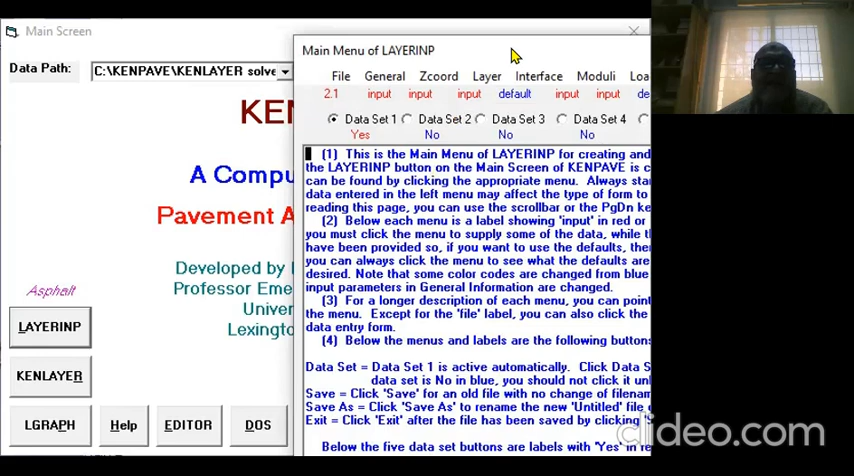 Main Screen
Data Path:
C:\KENPAVE\KENLAYER solve
KEN
A Compu
Pavement A
Developed by
Professor Eme
Univer
Lexington
Asphalt
LAYERINP
KENLAYER
LGRAPH
Help
EDITOR
DOS
Main Menu of LAYERINP
File General Zcoord Layer Interface Moduli Loa
2.1 input input input default input input de
Data Set 1 Data Set 2 Data Set 3 Data Set 4
Yes No No No
(1) This is the Main Menu of LAYERINP for creating and
the LAYERINP button on the Main Screen of KENPAVE is c
can be found by clicking the appropriate menu. Always star
data entered in the left menu may affect the type of form to
reading this page, you can use the scrollbar or the PgDn ke
(2) Below each menu is a label showing 'input' in red or
you must click the menu to supply some of the data, while th
have been provided so, if you want to use the defaults, ther
you can always click the menu to see what the defaults are
desired. Note that some color codes are changed from blue
input parameters in General Information are changed.
(3) For a longer description of each menu, you can point
the menu. Except for the 'file' label, you can also click the
data entry form.
(4) Below the menus and labels are the following buttons:
Data Set = Data Set 1 is active automatically. Click Data S
data set is No in blue, you should not click it unl
Save = Click 'Save' for an old file with no change of filenam
Save As = Click 'Save As' to rename the new 'Untitled' file
Exit = Click 'Exit' after the file has been saved by clicking 'S
Below the five data set buttons are labels with 'Yes' in re
clideo.com